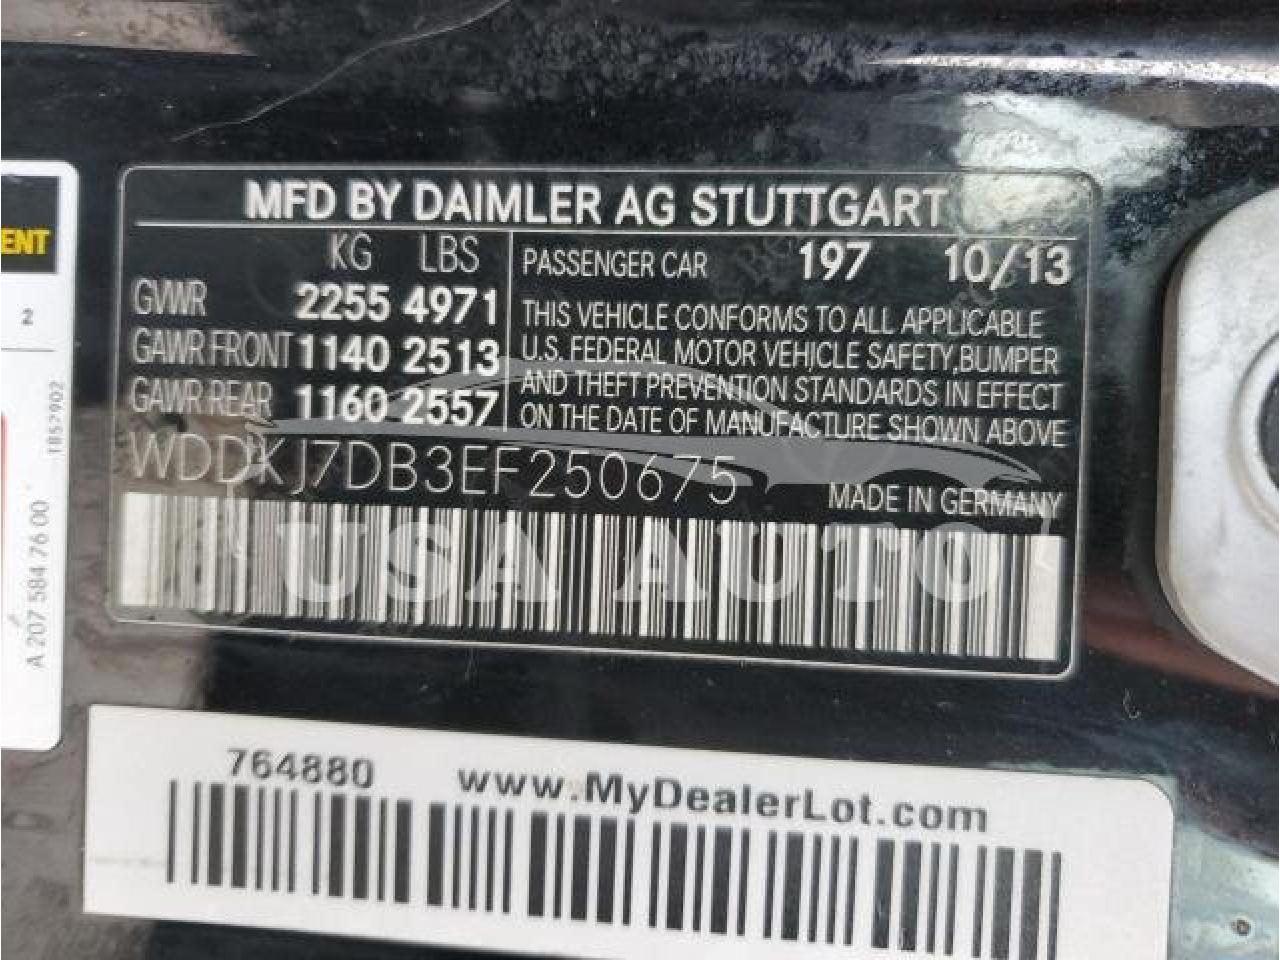 MFD BY DAIMLER AG STUTTGART
KG LBS
GVWR 2255 4971
GAWR FRONT 1140 2513
GAWR REAR 1160 2557
PASSENGER CAR 197 10/13
THIS VEHICLE CONFORMS TO ALL APPLICABLE
U.S. FEDERAL MOTOR VEHICLE SAFETY,BUMPER
AND THEFT PREVENTION STANDARDS IN EFFECT
ON THE DATE OF MANUFACTURE SHOWN ABOVE
WDDKJ7DB3EF250675
MADE IN GERMANY
USA AUTO
764880 www.MyDealerLot.com
ENT
2
A 207 584 76 00